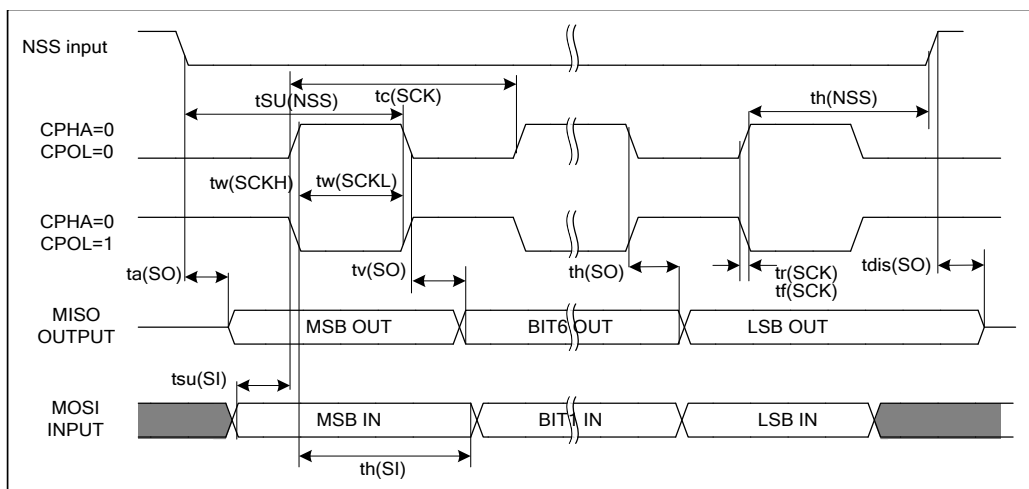 NSS input
tc(SCK)
tSU(NSS)
th(NSS)
CPHA=0
CPOL=0
tw(SCKH)
tw(SCKL)
CPHA=0
CPOL=1
ta(SO)
tv(SO)
th(SO)
tr(SCK)
tf(SCK)
tdis(SO)
MISO
OUTPUT
MSB OUT
BIT6 OUT
LSB OUT
tsu(SI)
MOSI
INPUT
MSB IN
BIT1 IN
LSB IN
th(SI)